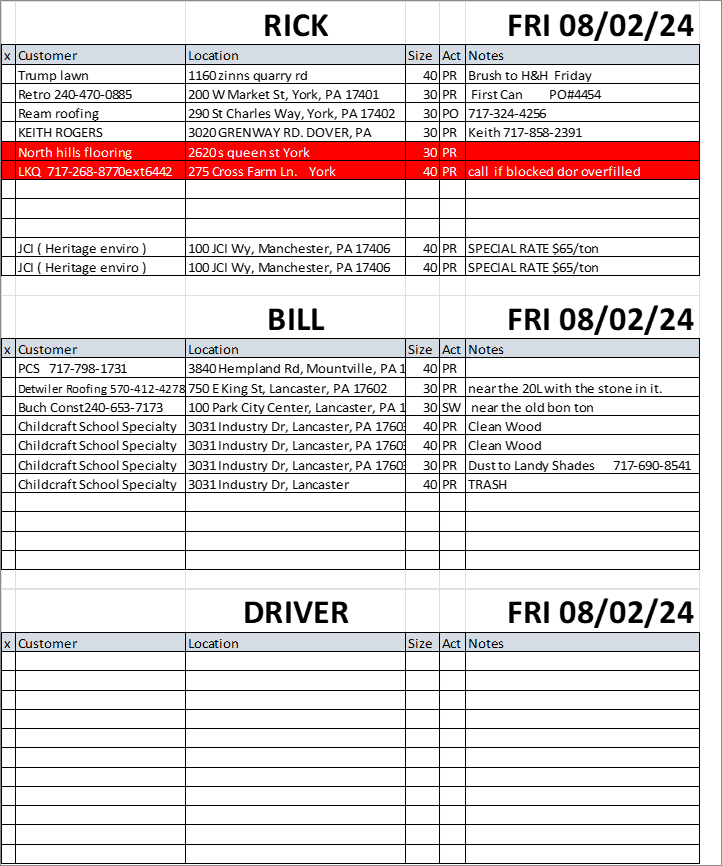 RICK FRI 08/02/24
x Customer Location Size Act Notes
Trump lawn 1160 zinns quarry rd 40 PR Brush to H&H Friday
Retro 240-470-0885 200 W Market St, York, PA 17401 30 PR First Can PO#4454
Ream roofing 290 St Charles Way, York, PA 17402 30 PO 717-324-4256
KEITH ROGERS 3020 GRENWAY RD. DOVER, PA 30 PR Keith 717-858-2391
North hills flooring 2620 s queen st York 30 PR
LKQ 717-268-8770ext6442 275 Cross Farm Ln. York 40 PR call if blocked dor overfilled
JCI ( Heritage enviro ) 100 JCI Wy, Manchester, PA 17406 40 PR SPECIAL RATE $65/ton
JCI ( Heritage enviro ) 100 JCI Wy, Manchester, PA 17406 40 PR SPECIAL RATE $65/ton
BILL FRI 08/02/24
x Customer Location Size Act Notes
PCS 717-798-1731 3840 Hempland Rd, Mountville, PA 1 40 PR
Detwiler Roofing 570-412-4278 750 E King St, Lancaster, PA 17602 30 PR near the 20L with the stone in it.
Buch Const240-653-7173 100 Park City Center, Lancaster, PA 1 30 SW near the old bon ton
Childcraft School Specialty 3031 Industry Dr, Lancaster, PA 17603 40 PR Clean Wood
Childcraft School Specialty 3031 Industry Dr, Lancaster, PA 17603 40 PR Clean Wood
Childcraft School Specialty 3031 Industry Dr, Lancaster, PA 17603 30 PR Dust to Landy Shades 717-690-8541
Childcraft School Specialty 3031 Industry Dr, Lancaster 40 PR TRASH
DRIVER FRI 08/02/24
x Customer Location Size Act Notes